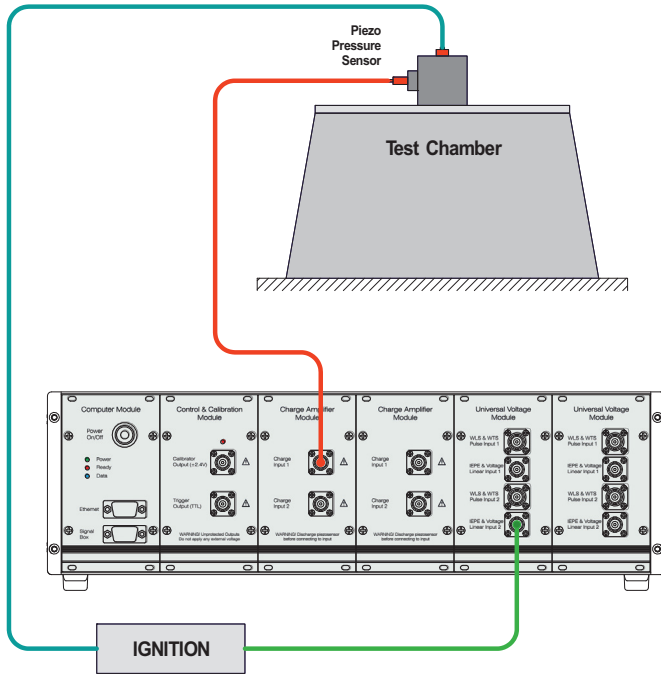 Piezo
Pressure
Sensor
Test Chamber
Computer Module
Power
On/Off
Power
Ready
Data
Ethernet
Signal
Box
Control & Calibration
Module
Calibrator
Output (±2.4V)
Trigger
Output (TTL)
WARNING! Unprotected Outputs
Do not apply any external voltage
Charge Amplifier
Module
Charge
Input 1
Charge
Input 2
WARNING! Discharge piezosensor
before connecting to input
Charge Amplifier
Module
Charge
Input 1
Charge
Input 2
WARNING! Discharge piezosensor
before connecting to input
Universal Voltage
Module
WLS & WTS
Pulse Input 1
IEPE & Voltage
Linear Input 1
WLS & WTS
Pulse Input 2
IEPE & Voltage
Linear Input 2
Universal Voltage
Module
WLS & WTS
Pulse Input 1
IEPE & Voltage
Linear Input 1
WLS & WTS
Pulse Input 2
IEPE & Voltage
Linear Input 2
IGNITION